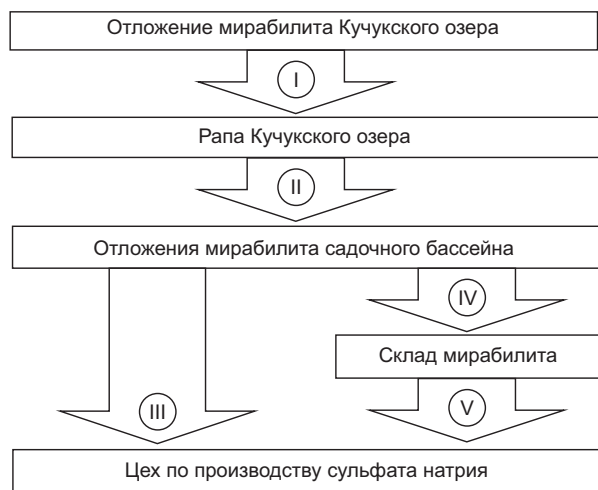 Отложение мирабилита Кучукского озера
I
Рапа Кучукского озера
II
Отложения мирабилита садочного бассейна
IV
Склад мирабилита
III
V
Цех по производству сульфата натрия